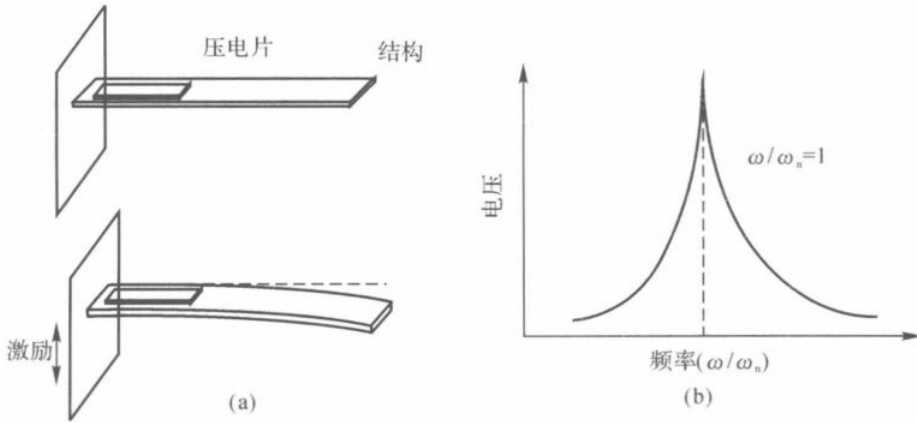 压电片
结构
激励
(a)
电压
ω/ωₙ=1
频率(ω/ωₙ)
(b)